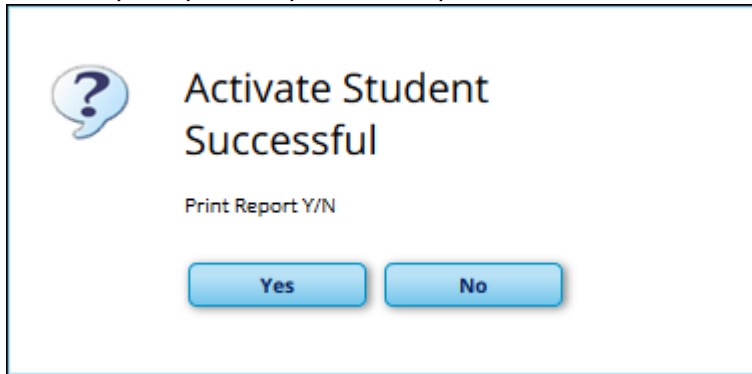 Activate Student
Successful
Print Report Y/N
Yes
No